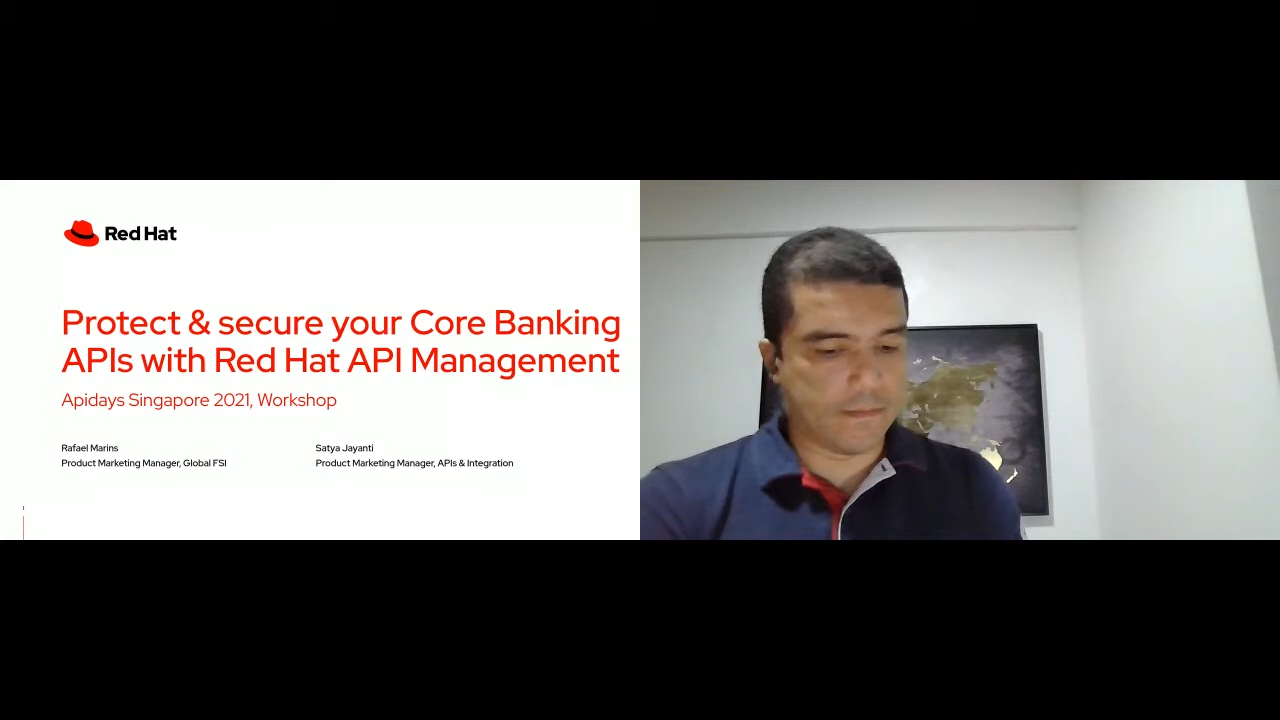 Red Hat
Protect & secure your Core Banking
APIs with Red Hat API Management
Apidays Singapore 2021, Workshop
Rafael Marins
Product Marketing Manager, Global FSI
Satya Jayanti
Product Marketing Manager, APIs & Integration